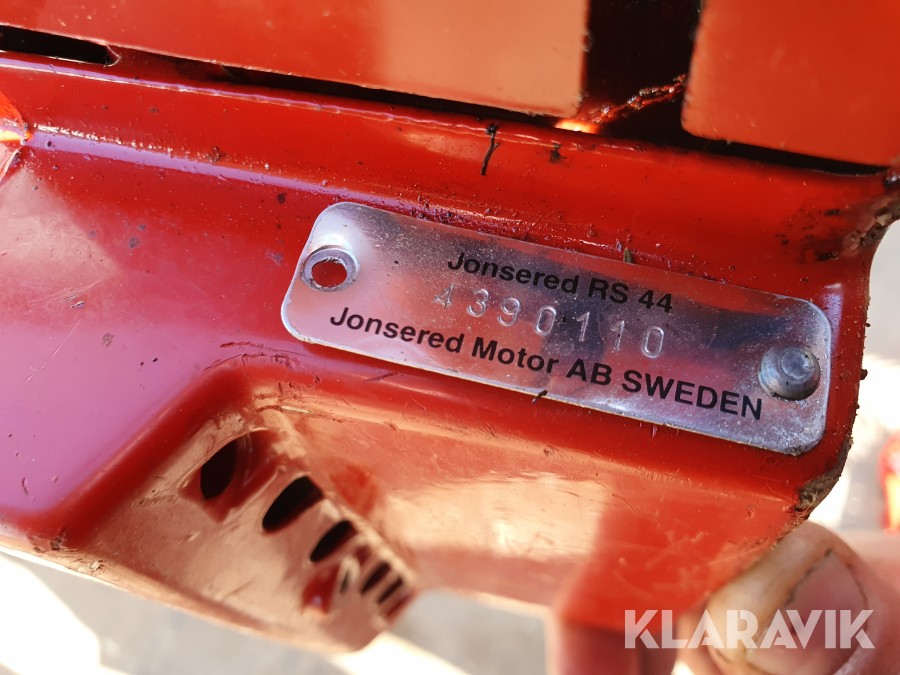 Jonsered RS 44
4390110
Jonsered Motor AB SWEDEN
KLARAVIK